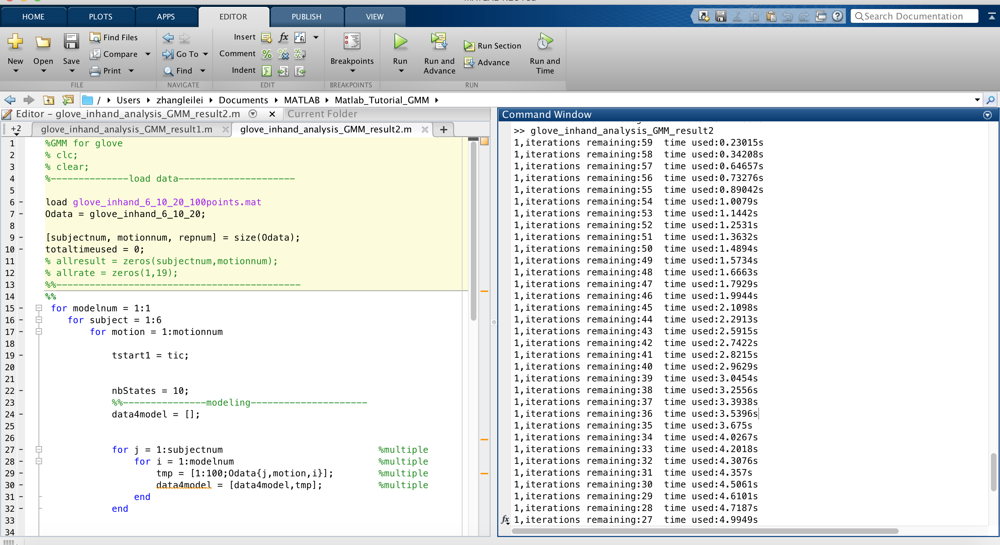 HOME PLOTS APPS EDITOR PUBLISH VIEW Search Documentation
New Open Save Find Files Compare Print
FILE
Go To Find
NAVIGATE
Insert fx fi
Comment % % %
Indent
EDIT
Breakpoints
BREAKPOINTS
Run Run and Advance Run Section Advance Run and Time
RUN
/ Users zhangleilei Documents MATLAB Matlab_Tutorial_GMM
Editor – glove_inhand_analysis_GMM_result2.m x Current Folder
+2 glove_inhand_analysis_GMM_result1.m glove_inhand_analysis_GMM_result2.m +
1 %GMM for glove
2 % clc;
3 % clear;
4 %--------------load data---------------------
5
6 – load glove_inhand_6_10_20_100points.mat
7 – Odata = glove_inhand_6_10_20;
8
9 – [subjectnum, motionnum, repnum] = size(Odata);
10 – totaltimeused = 0;
11 % allresult = zeros(subjectnum,motionnum);
12 % allrate = zeros(1,19);
13 %%--------------------------------------------
14 %%
15 – for modelnum = 1:1
16 – for subject = 1:6
17 – for motion = 1:motionnum
18
19 – tstart1 = tic;
20
21
22 – nbStates = 10;
23 %%---------------modeling---------------------
24 – data4model = [];
25
26
27 – for j = 1:subjectnum %multiple
28 – for i = 1:modelnum %multiple
29 – tmp = [1:100;Odata{j,motion,i}]; %multiple
30 – data4model = [data4model,tmp]; %multiple
31 – end
32 – end
33
34
Command Window
>> glove_inhand_analysis_GMM_result2
1,iterations remaining:59 time used:0.23015s
1,iterations remaining:58 time used:0.34208s
1,iterations remaining:57 time used:0.64657s
1,iterations remaining:56 time used:0.73276s
1,iterations remaining:55 time used:0.89042s
1,iterations remaining:54 time used:1.0079s
1,iterations remaining:53 time used:1.1442s
1,iterations remaining:52 time used:1.2531s
1,iterations remaining:51 time used:1.3632s
1,iterations remaining:50 time used:1.4894s
1,iterations remaining:49 time used:1.5734s
1,iterations remaining:48 time used:1.6663s
1,iterations remaining:47 time used:1.7929s
1,iterations remaining:46 time used:1.9944s
1,iterations remaining:45 time used:2.1098s
1,iterations remaining:44 time used:2.2913s
1,iterations remaining:43 time used:2.5915s
1,iterations remaining:42 time used:2.7422s
1,iterations remaining:41 time used:2.8215s
1,iterations remaining:40 time used:2.9629s
1,iterations remaining:39 time used:3.0454s
1,iterations remaining:38 time used:3.2556s
1,iterations remaining:37 time used:3.3938s
1,iterations remaining:36 time used:3.5396s
1,iterations remaining:35 time used:3.675s
1,iterations remaining:34 time used:4.0267s
1,iterations remaining:33 time used:4.2018s
1,iterations remaining:32 time used:4.3076s
1,iterations remaining:31 time used:4.357s
1,iterations remaining:30 time used:4.5061s
1,iterations remaining:29 time used:4.6101s
1,iterations remaining:28 time used:4.7187s
fx 1,iterations remaining:27 time used:4.9949s